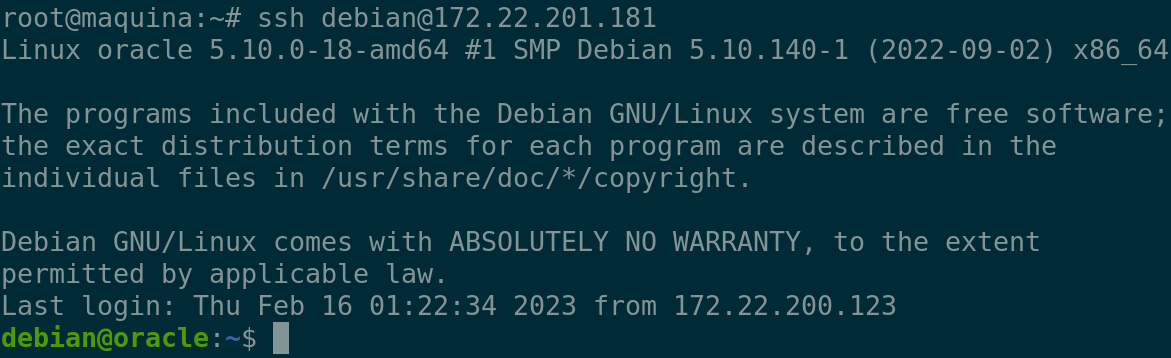 root@maquina:~# ssh debian@172.22.201.181
Linux oracle 5.10.0-18-amd64 #1 SMP Debian 5.10.140-1 (2022-09-02) x86_64
The programs included with the Debian GNU/Linux system are free software;
the exact distribution terms for each program are described in the
individual files in /usr/share/doc/*/copyright.
Debian GNU/Linux comes with ABSOLUTELY NO WARRANTY, to the extent
permitted by applicable law.
Last login: Thu Feb 16 01:22:34 2023 from 172.22.200.123
debian@oracle:~$